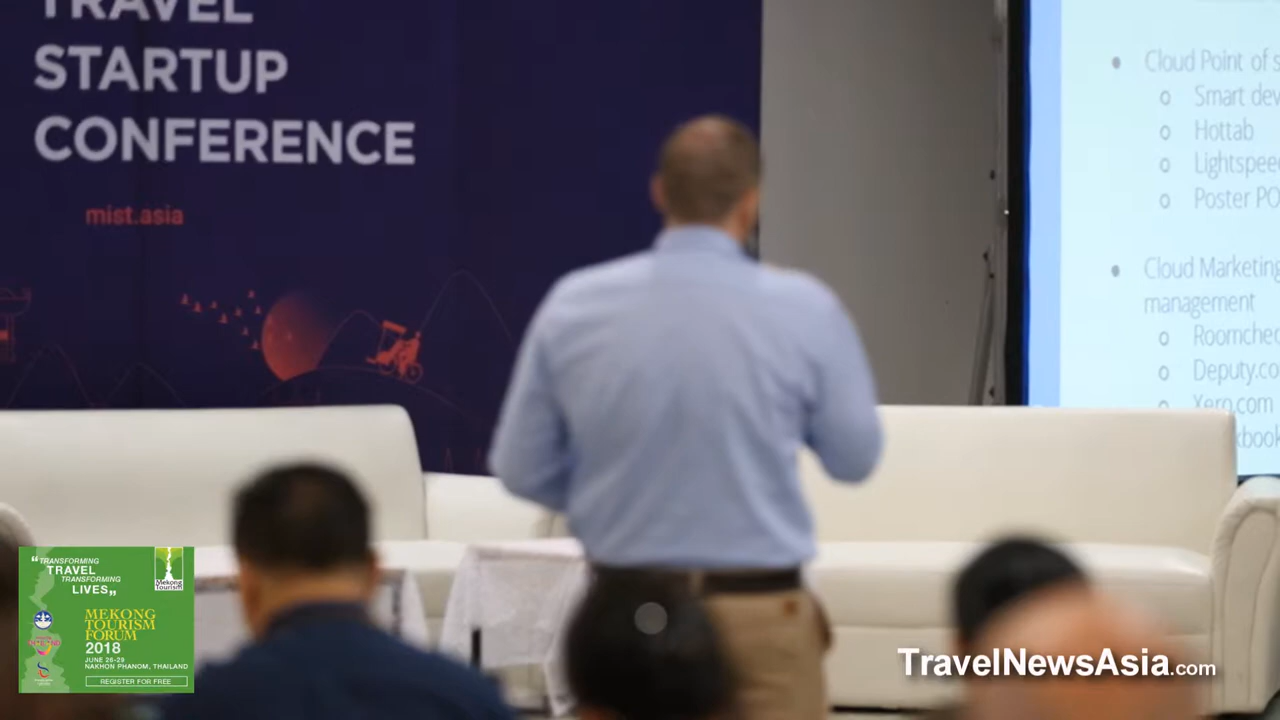 TRAVEL
STARTUP
CONFERENCE
mist.asia
Cloud Point of s
Smart dev
Hottab
Lightspee
Poster PO
Cloud Marketing
management
Roomchec
Deputy.co
Xero.com
“TRANSFORMING
TRAVEL
TRANSFORMING
LIVES„
Mekong
Tourism
MEKONG
TOURISM
FORUM
2018
JUNE 26-29
NAKHON PHANOM, THAILAND
REGISTER FOR FREE
TravelNewsAsia.com